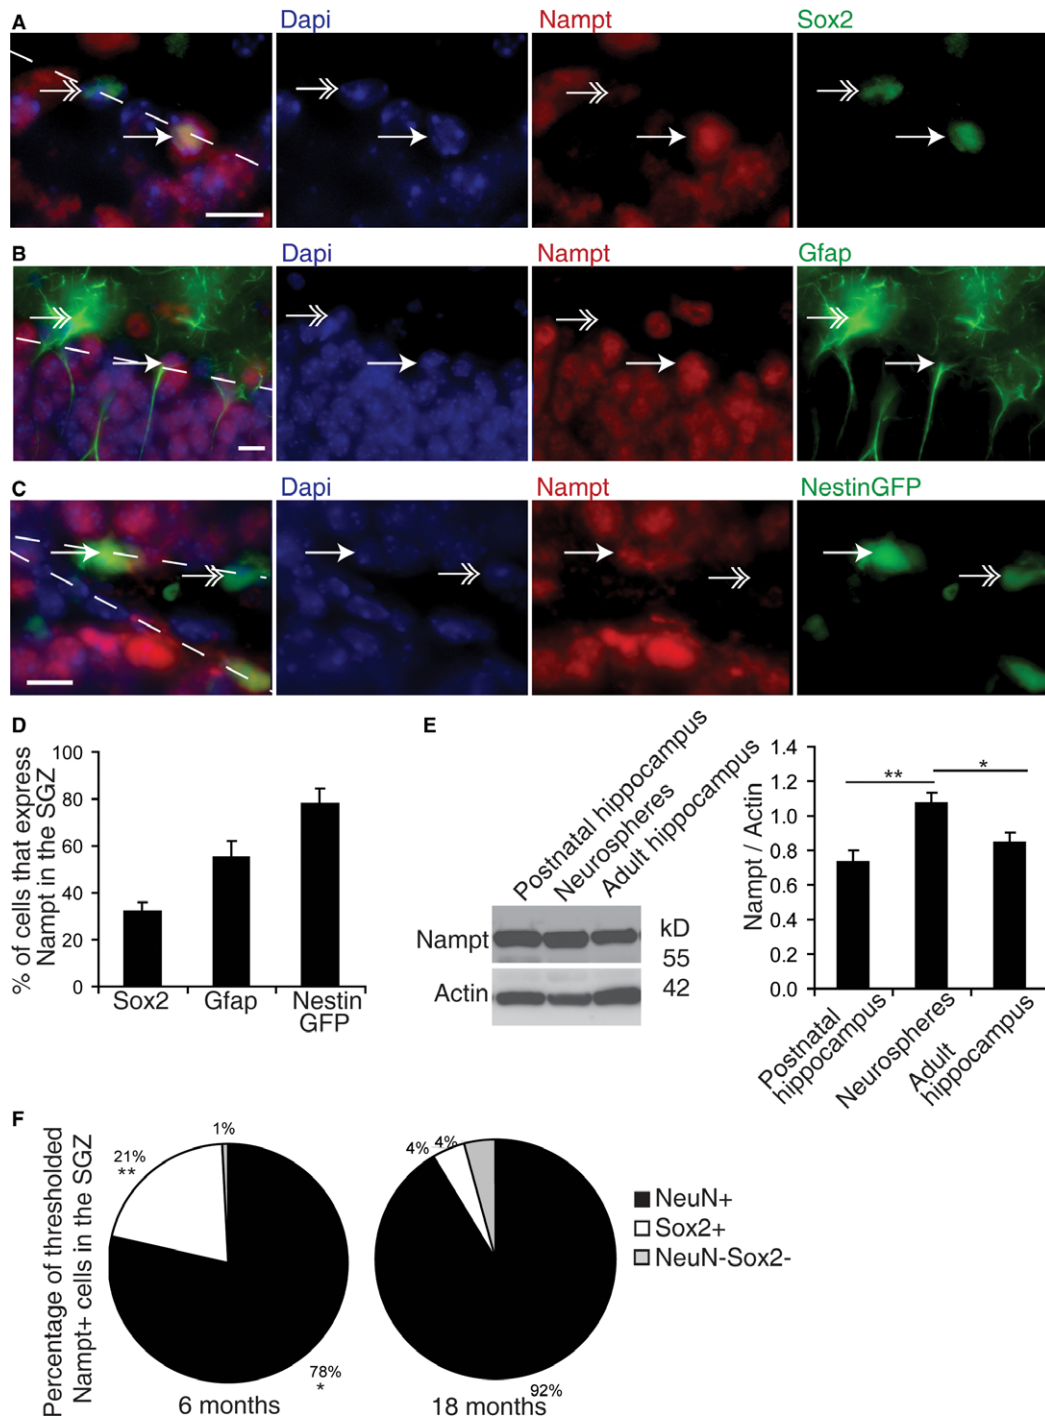 A
Dapi
Nampt
Sox2
B
Dapi
Nampt
Gfap
C
Dapi
Nampt
NestinGFP
D
% of cells that express
Nampt in the SGZ
100
80
60
40
20
0
Sox2
Gfap
Nestin
GFP
E
Postnatal hippocampus
Neurospheres
Adult hippocampus
Nampt
Actin
kD
55
42
Nampt / Actin
1.4
1.2
1.0
0.8
0.6
0.4
0.2
0.0
**
*
Postnatal
hippocampus
Neurospheres
Adult
hippocampus
F
Percentage of thresholded
Nampt+ cells in the SGZ
1%
21%
**
78%
*
6 months
4%
4%
92%
18 months
NeuN+
Sox2+
NeuN-Sox2-